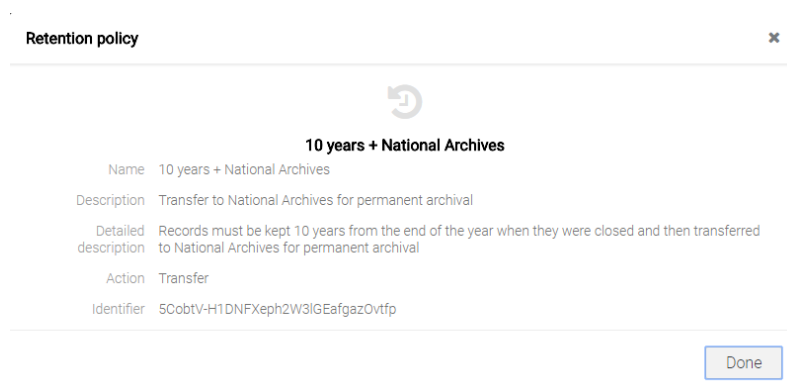 Retention policy
10 years + National Archives
Name 10 years + National Archives
Description Transfer to National Archives for permanent archival
Detailed Records must be kept 10 years from the end of the year when they were closed and then transferred
description to National Archives for permanent archival
Action Transfer
Identifier 5CobtV-H1DNFXeph2W3lGEafgazOvtfp
Done